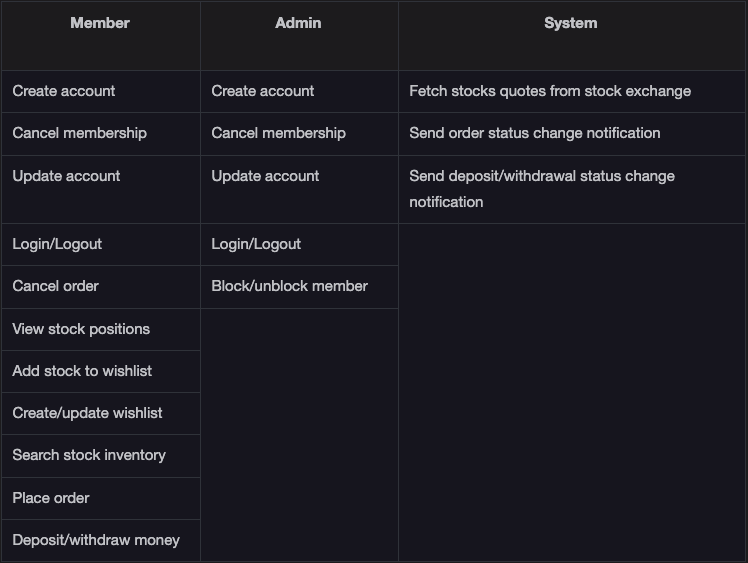 Member Admin System
Create account Create account Fetch stocks quotes from stock exchange
Cancel membership Cancel membership Send order status change notification
Update account Update account Send deposit/withdrawal status change
notification
Login/Logout Login/Logout
Cancel order Block/unblock member
View stock positions
Add stock to wishlist
Create/update wishlist
Search stock inventory
Place order
Deposit/withdraw money